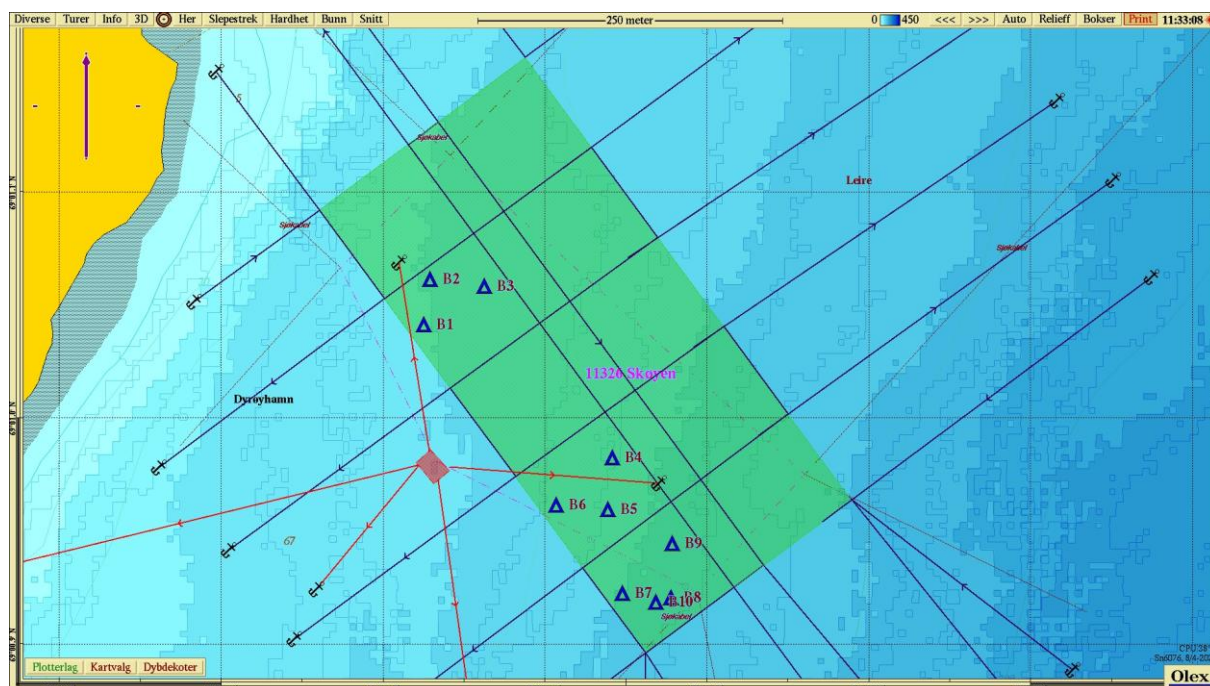 Diverse Turer Info 3D Her Slepestrek Hardhet Bunn Snitt 250 meter 0 450 <<< >>> Auto Relieff Bokser Print 11:33:08
5
Sjøkabel
Leire
Sjøkabel
Sjøkabel
B2
B3
B1
11326 Skøyen
Dyrøyhamn
B4
B6
B5
67
B9
B7
B8
B10
Sjøkabel
Plotterlag Kartvalg Dybdekoter
Olex